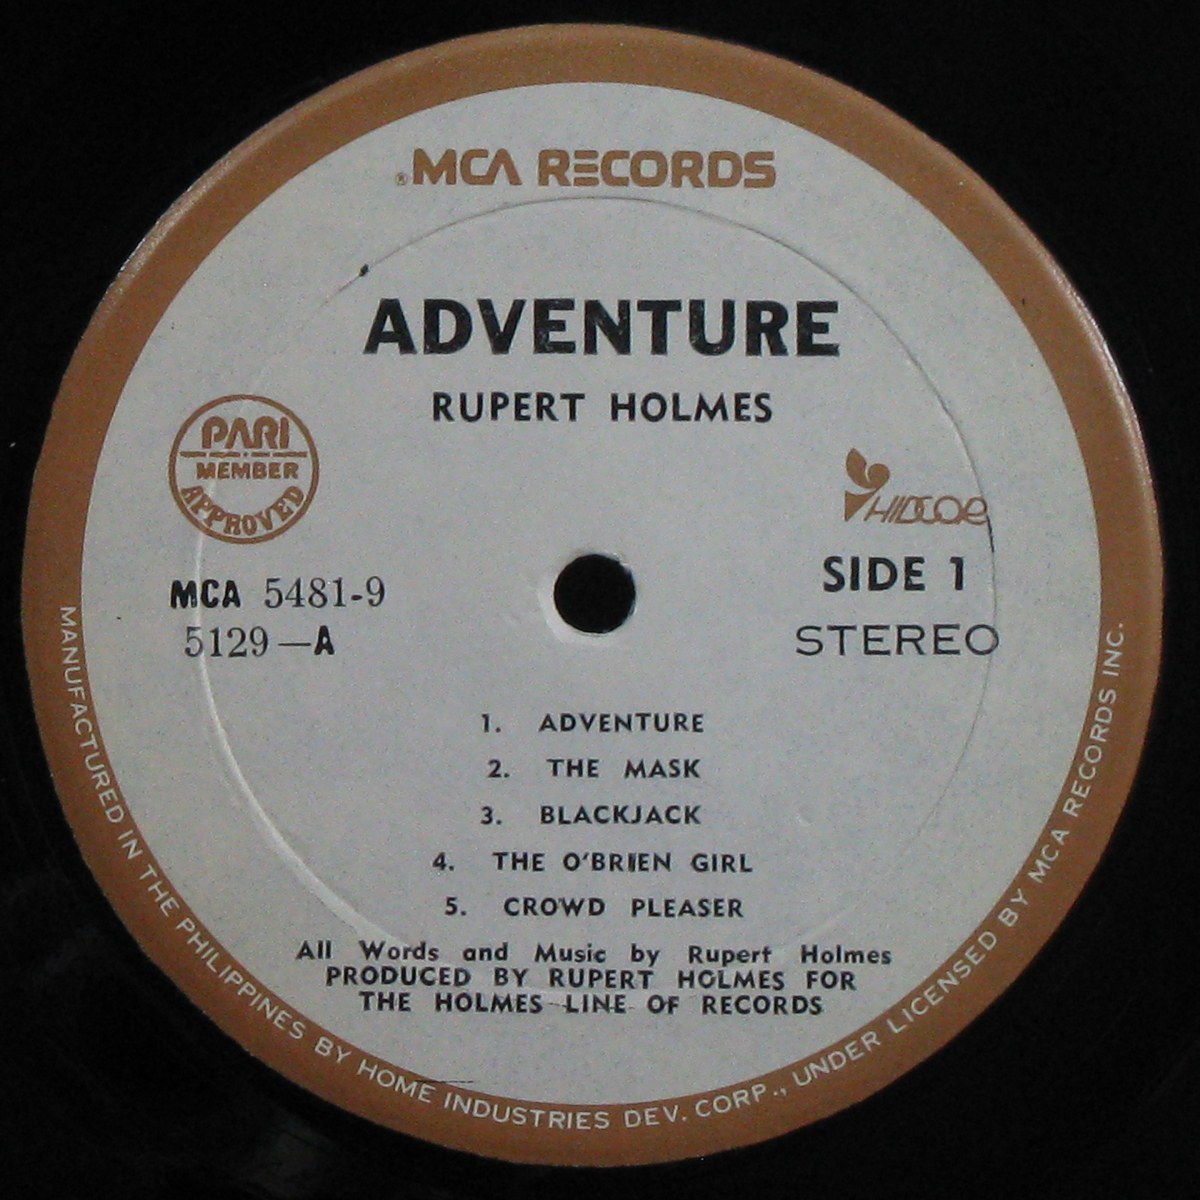 ®MCA RECORDS
ADVENTURE
RUPERT HOLMES
PARI
MEMBER
APPROVED
HIDCOR
MCA 5481-9
5129—A
SIDE 1
STEREO
1. ADVENTURE
2. THE MASK
3. BLACKJACK
4. THE O'BRIEN GIRL
5. CROWD PLEASER
All Words and Music by Rupert Holmes
PRODUCED BY RUPERT HOLMES FOR
THE HOLMES LINE OF RECORDS
MANUFACTURED IN THE PHILIPPINES BY HOME INDUSTRIES DEV. CORP., UNDER LICENSED BY MCA RECORDS INC.